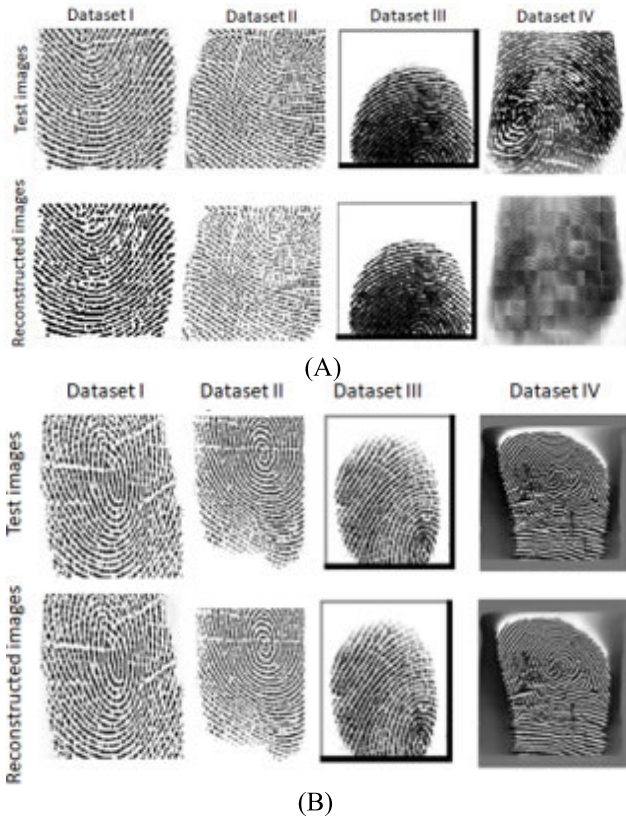 Dataset I Dataset II Dataset III Dataset IV
Test images
Reconstructed images
(A)
Dataset I Dataset II Dataset III Dataset IV
Test images
Reconstructed images
(B)